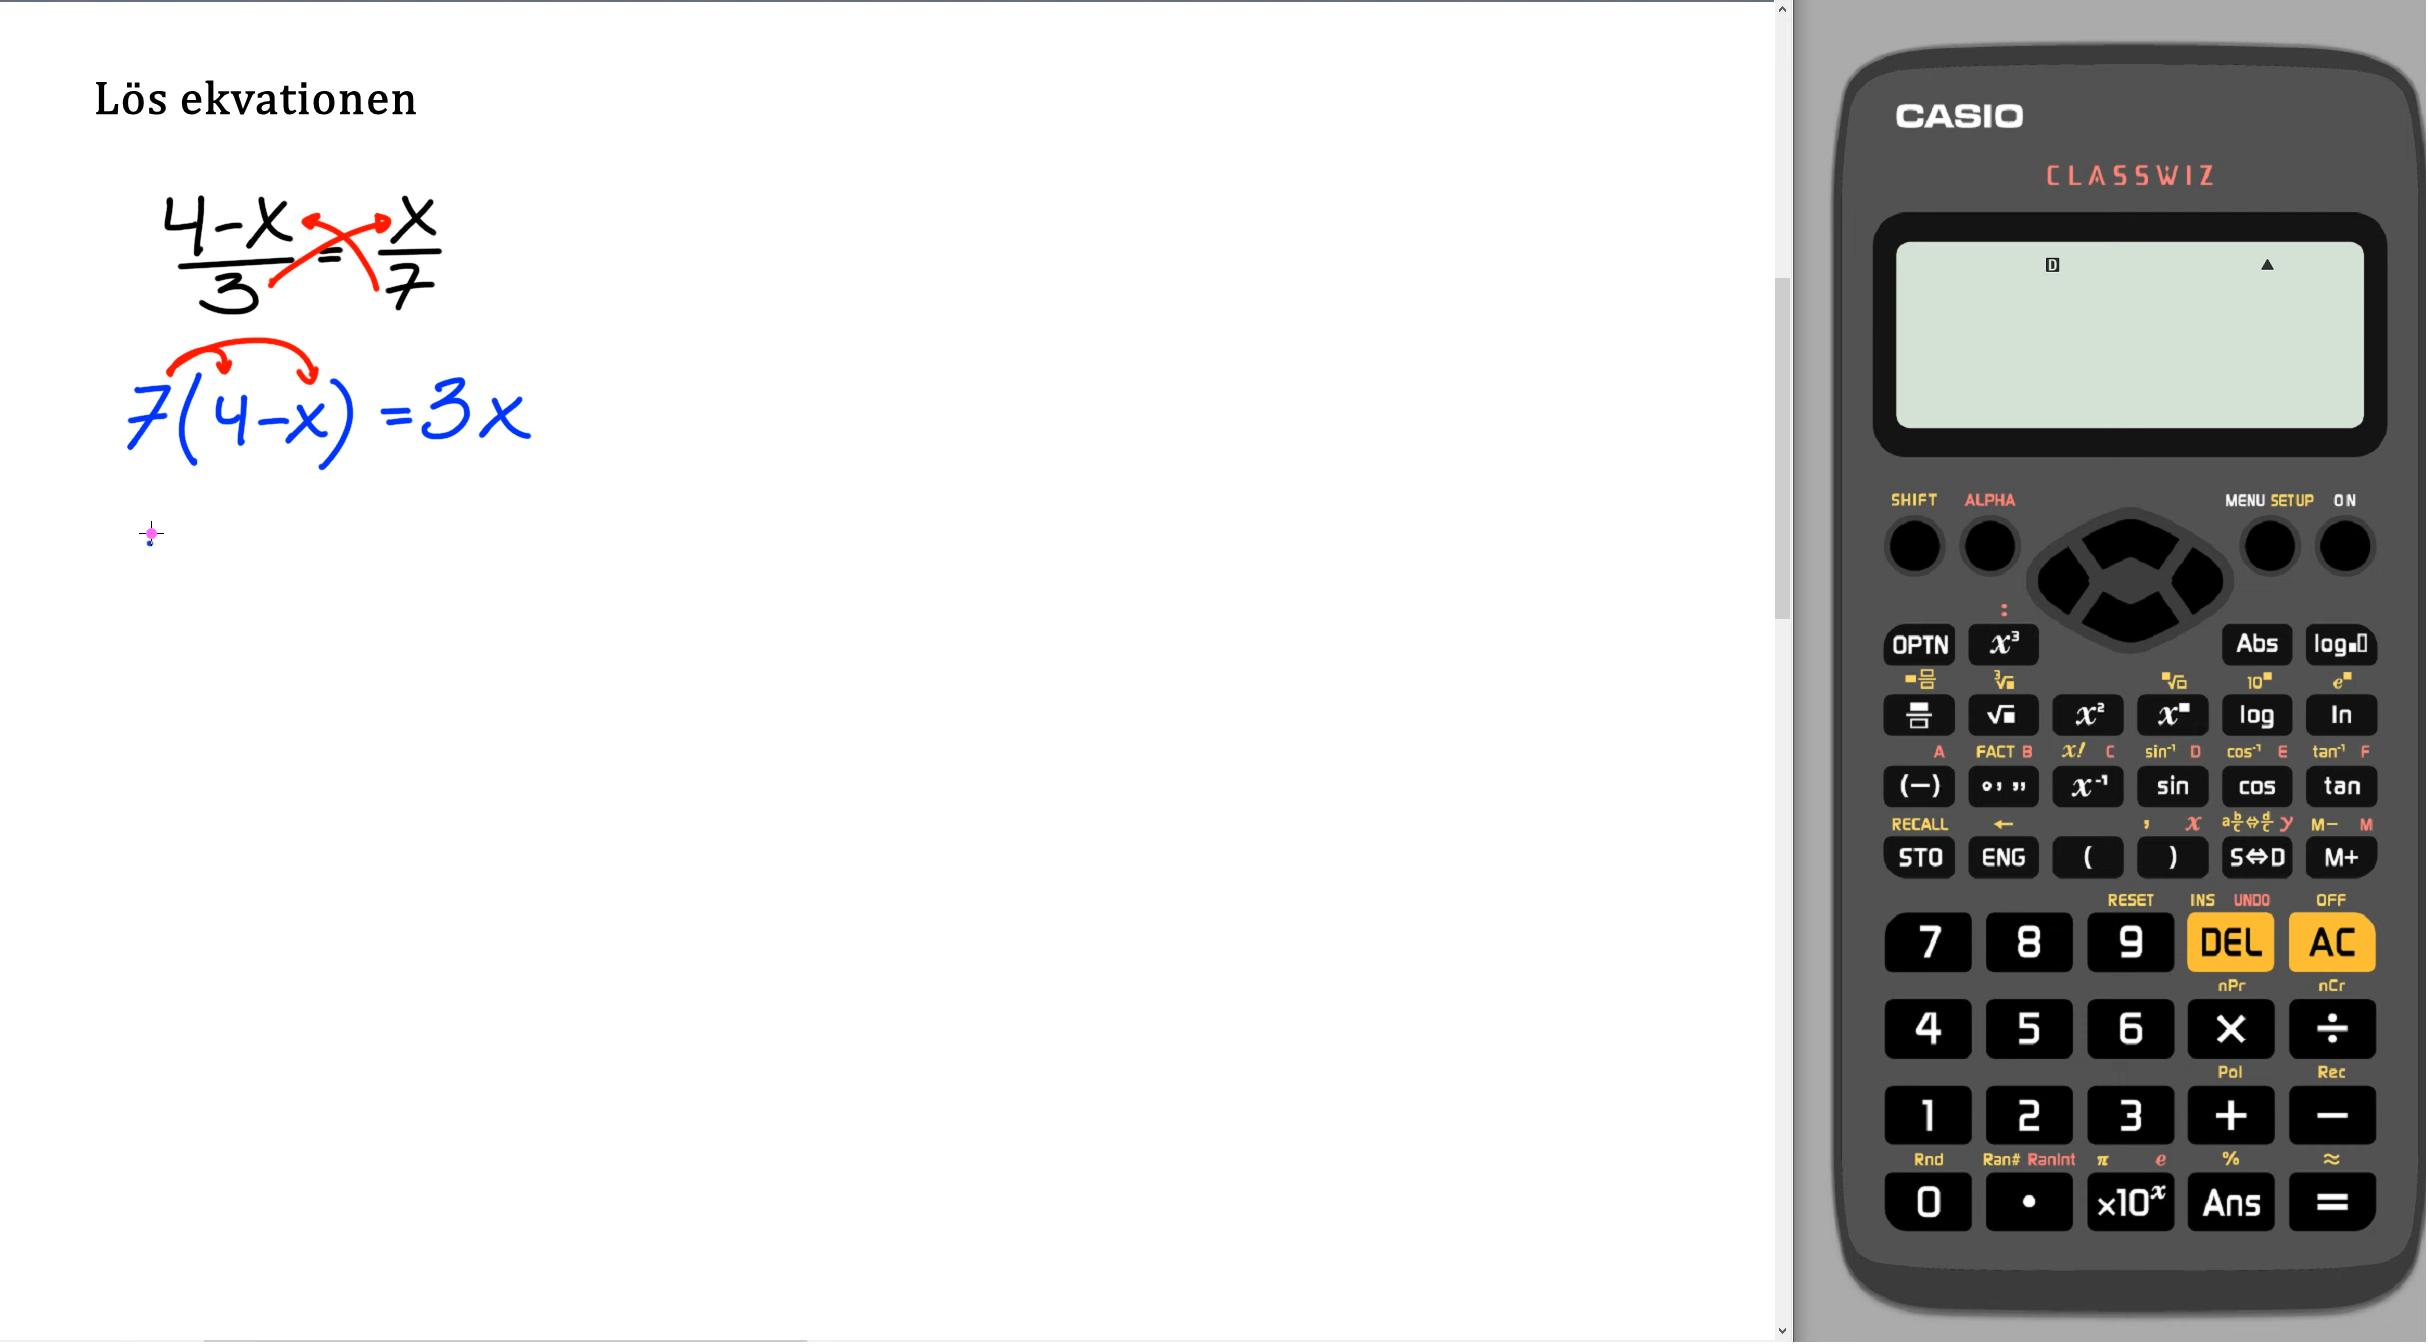 Lös ekvationen
4-x/3 = x/7
7(4-x) = 3x
CASIO
CLASSWIZ
D ▲
SHIFT ALPHA MENU SETUP ON
:
OPTN x³ Abs log▪▯
3√▪ ▪√▯ 10▪ e▪
√▪ x² x▪ log ln
A FACT B x! C sin⁻¹ D cos⁻¹ E tan⁻¹ F
(−) ° ’ ” x⁻¹ sin cos tan
RECALL ← , x a b/c⇔d/c y M− M
STO ENG ( ) S⇔D M+
RESET INS UNDO OFF
7 8 9 DEL AC
nPr nCr
4 5 6 × ÷
Pol Rec
1 2 3 + −
Rnd Ran# RanInt π e % ≈
0 • ×10ˣ Ans =